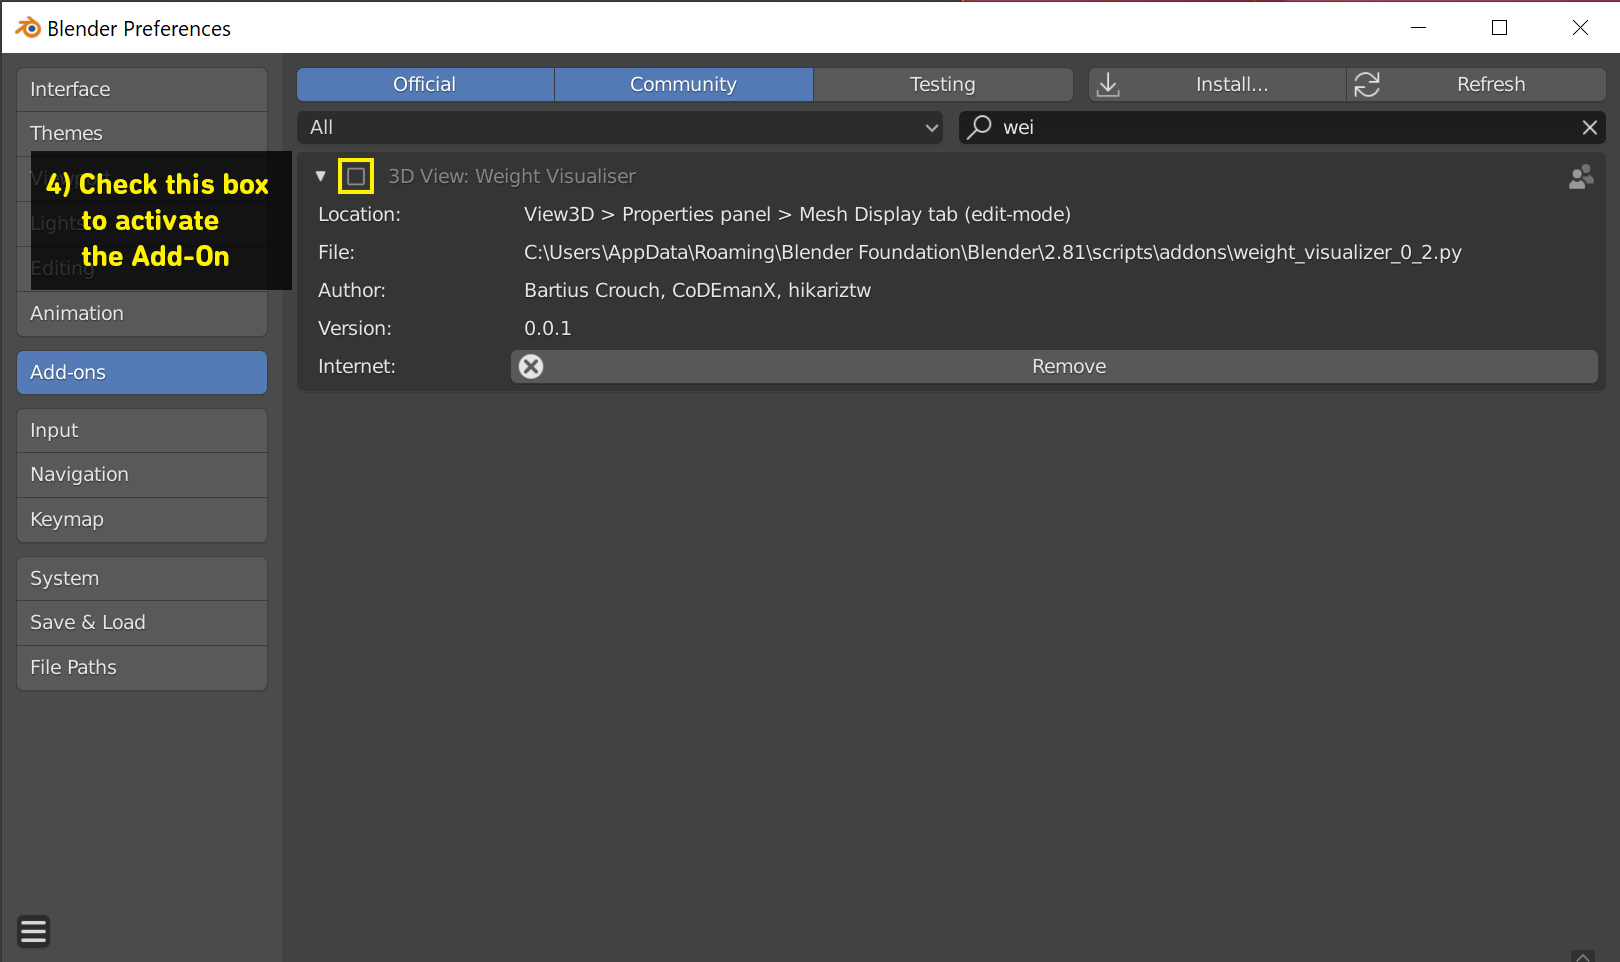 Blender Preferences
Interface
Themes
Viewport
Lights
Editing
4) Check this box
to activate
the Add-On
Animation
Add-ons
Input
Navigation
Keymap
System
Save & Load
File Paths
Official Community Testing Install... Refresh
All wei
3D View: Weight Visualiser
Location: View3D > Properties panel > Mesh Display tab (edit-mode)
File: C:\Users\AppData\Roaming\Blender Foundation\Blender\2.81\scripts\addons\weight_visualizer_0_2.py
Author: Bartius Crouch, CoDEmanX, hikariztw
Version: 0.0.1
Internet: Remove